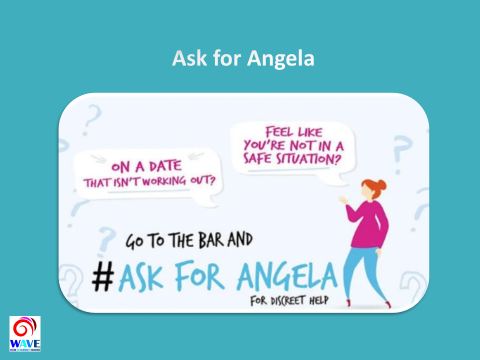 Ask for Angela
FEEL LIKE
YOU'RE NOT IN A
SAFE SITUATION?
ON A DATE
THAT ISN'T WORKING OUT?
GO TO THE BAR AND
#ASK FOR ANGELA
FOR DISCREET HELP
WAVE